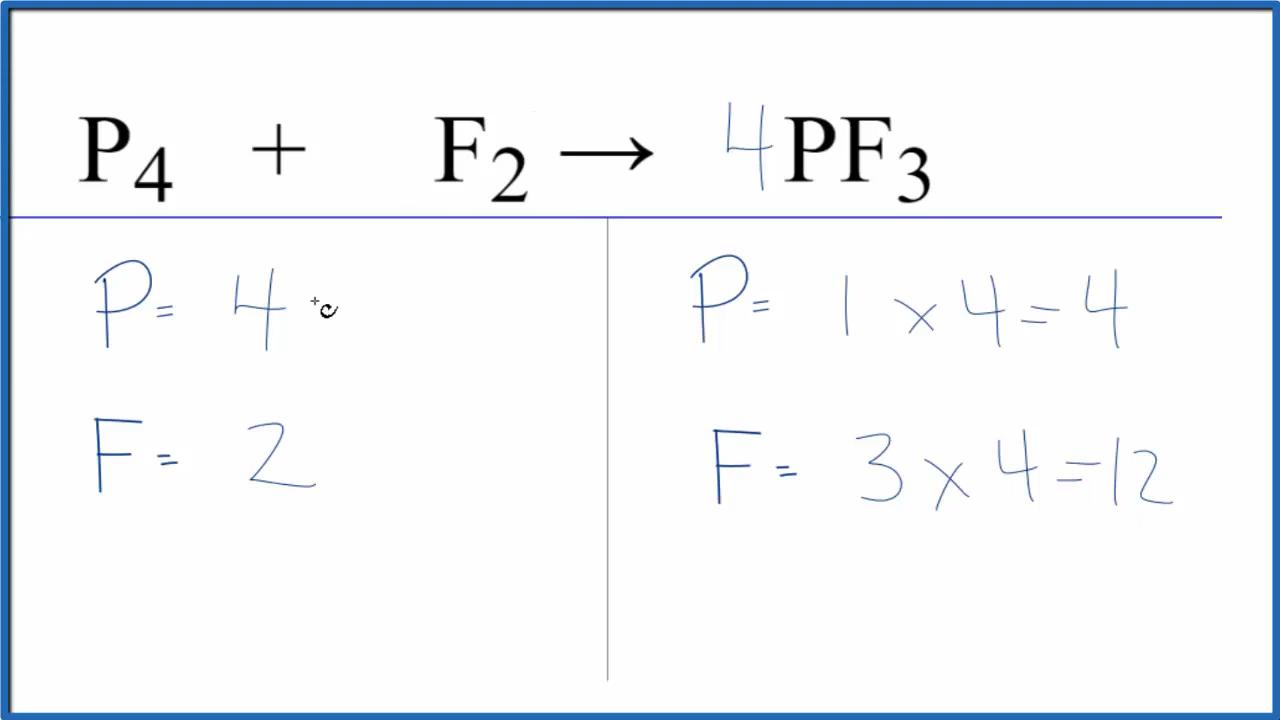 P₄ + F₂ → 4PF₃
P = 4
P = 1 × 4 = 4
F = 2
F = 3 × 4 = 12